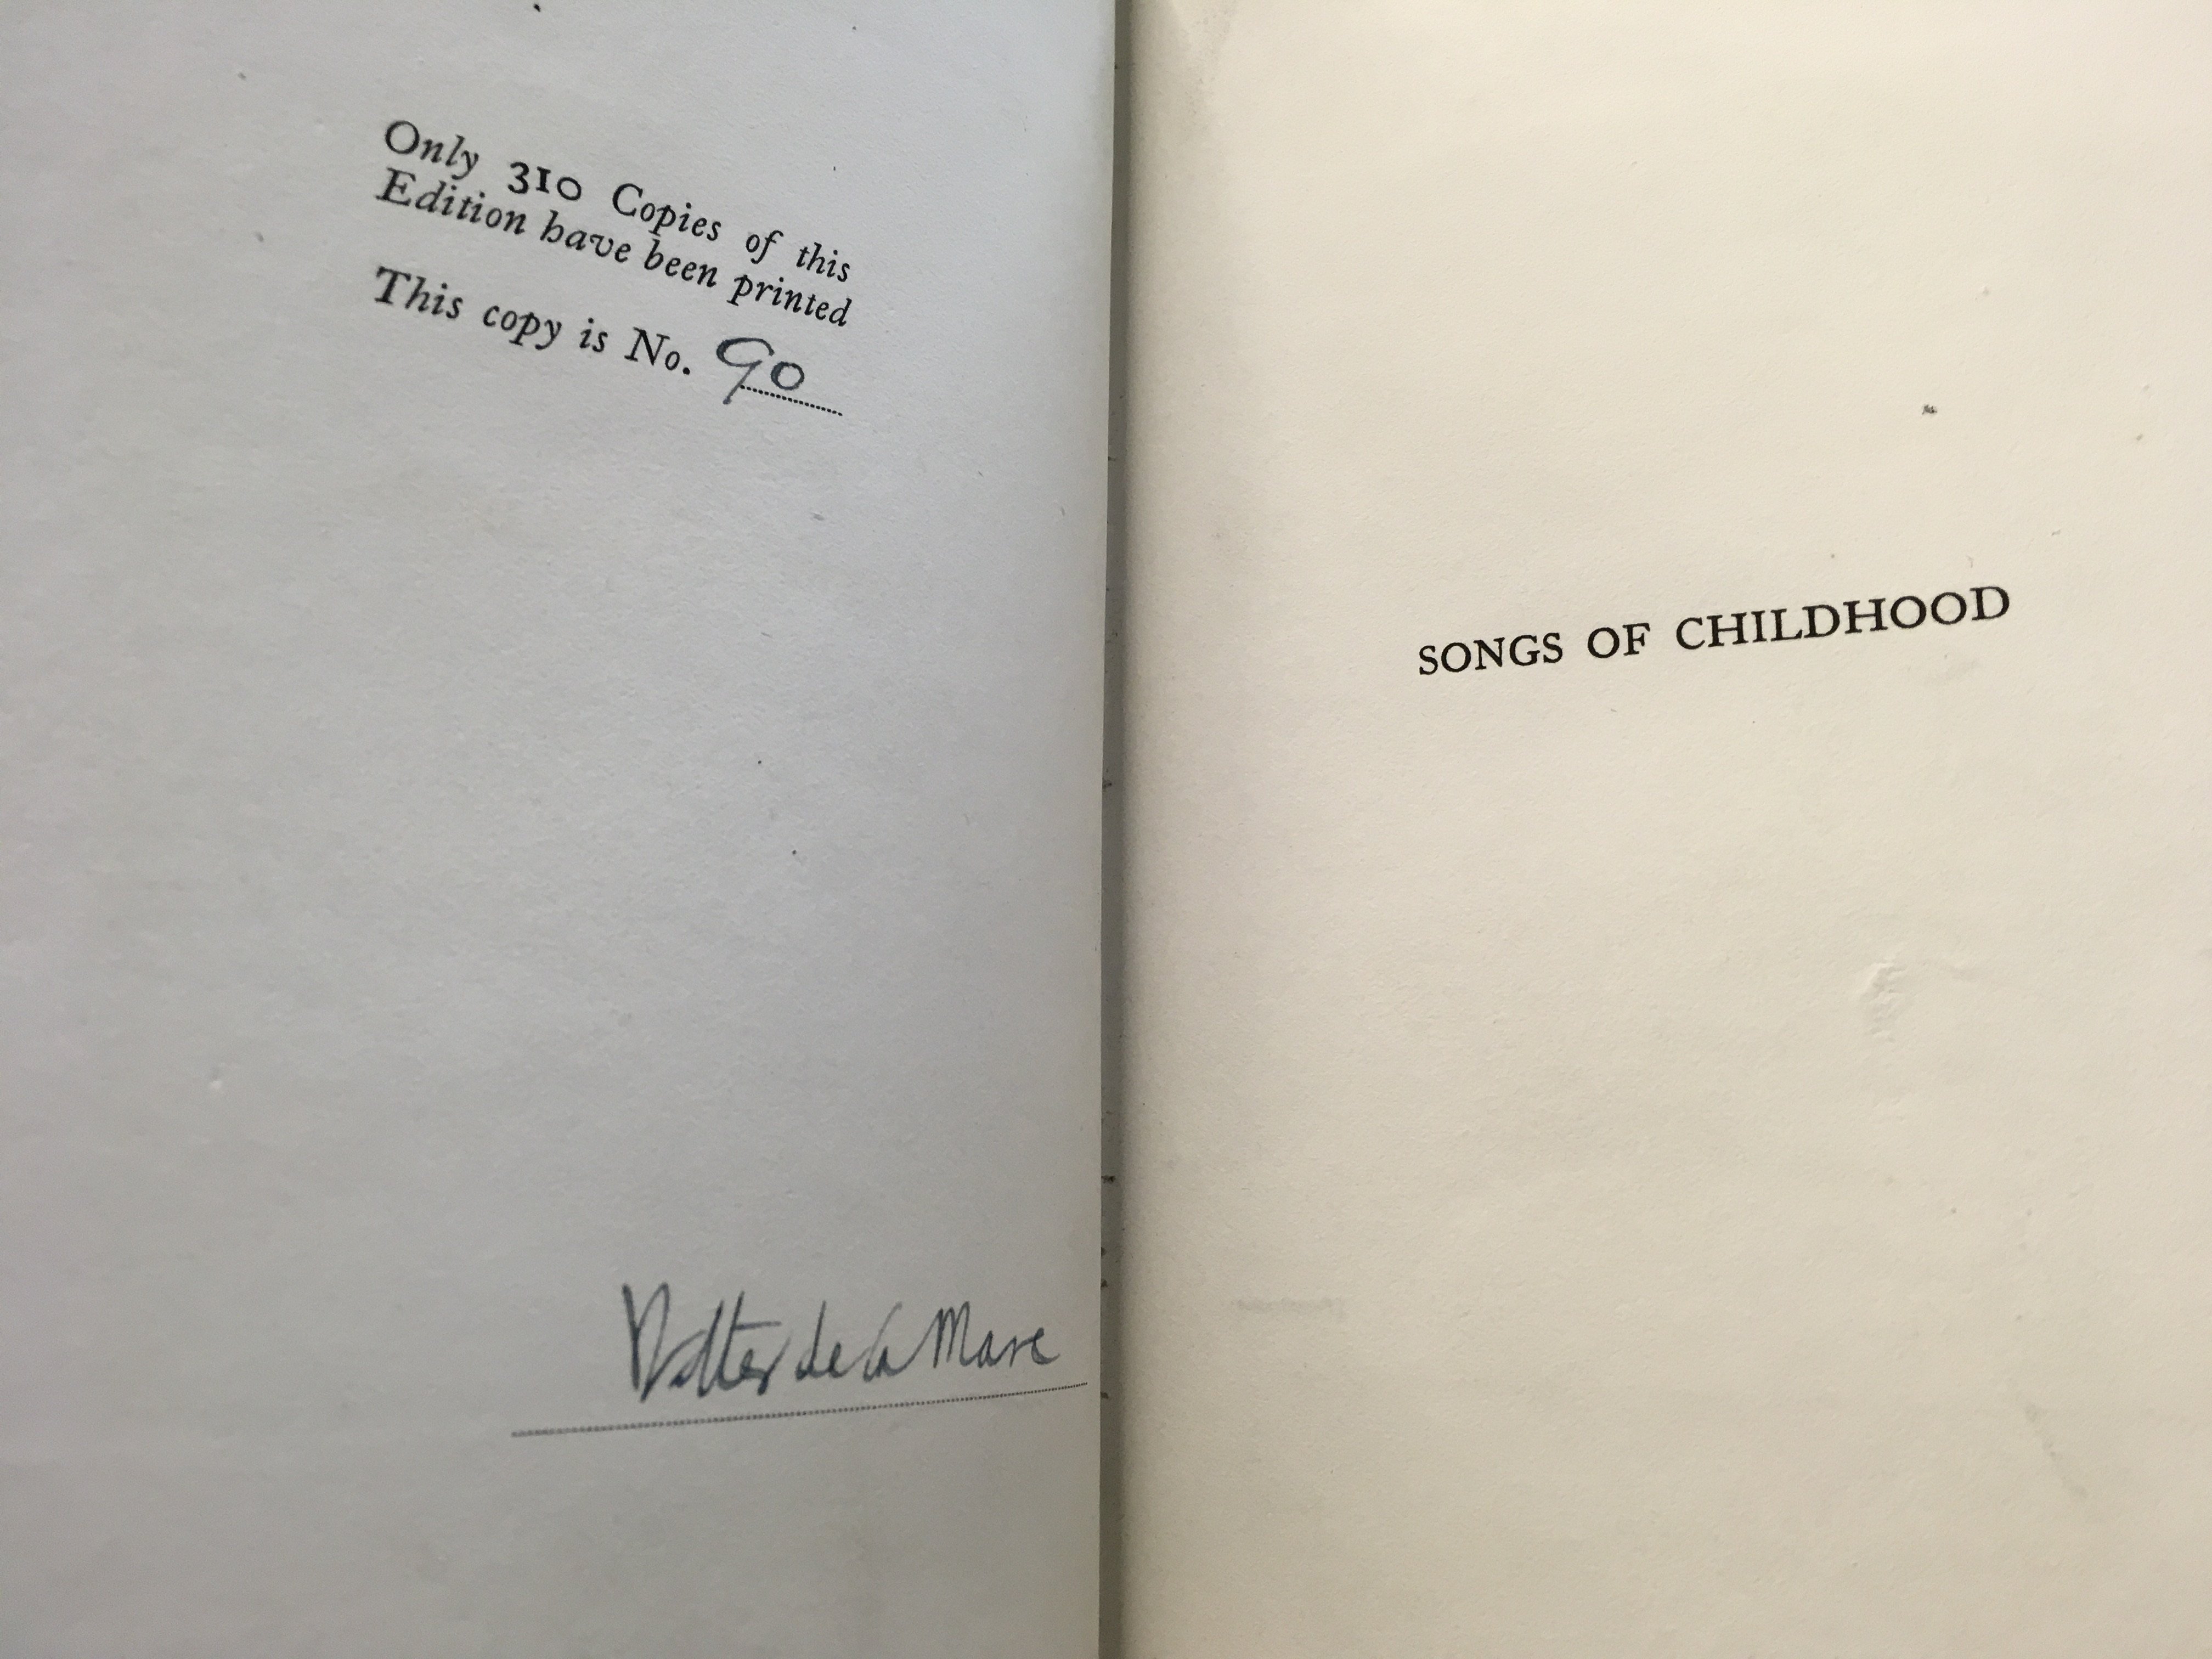 Only 310 Copies of this
Edition have been printed
This copy is No. 90
Walter de la Mare
SONGS OF CHILDHOOD